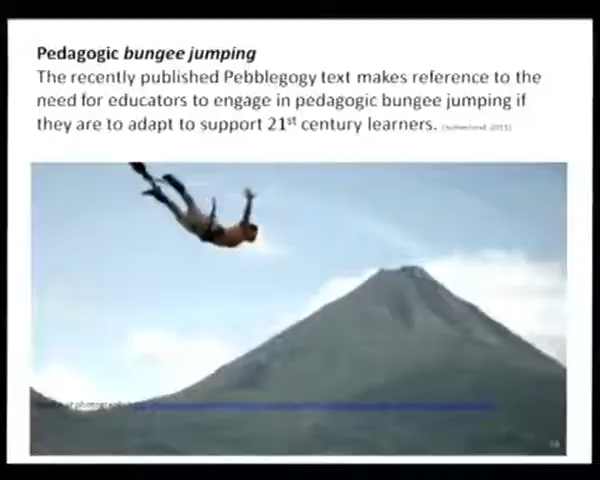 Pedagogic bungee jumping
The recently published Pebblegogy text makes reference to the
need for educators to engage in pedagogic bungee jumping if
they are to adapt to support 21st century learners.